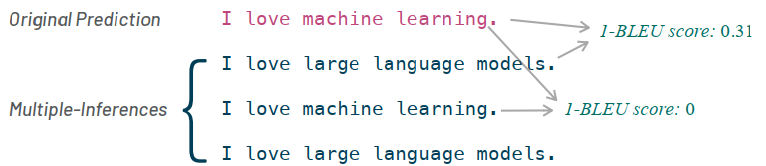 Original Prediction I love machine learning. 1-BLEU score: 0.31
I love large language models.
Multiple-Inferences I love machine learning. 1-BLEU score: 0
I love large language models.